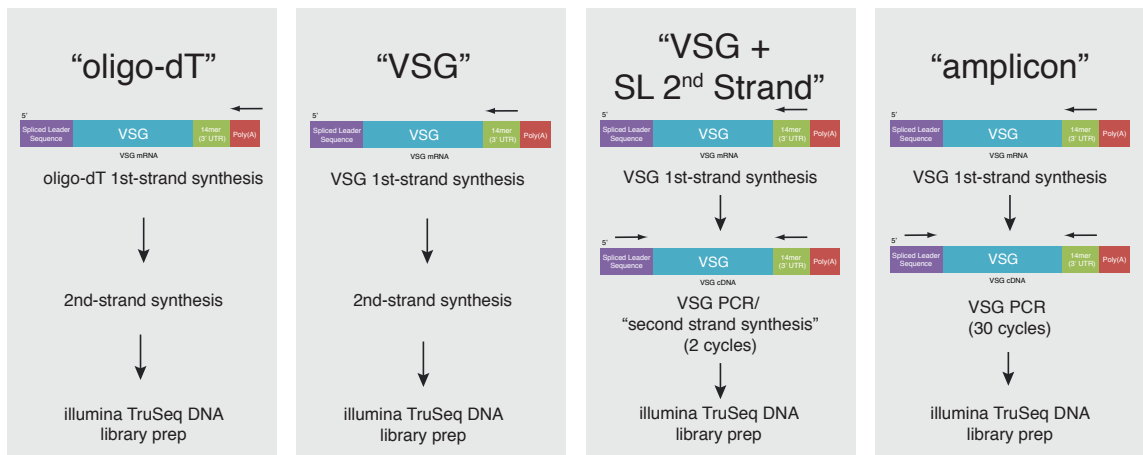 “oligo-dT”
5’
Spliced Leader
Sequence
VSG
14mer
(3’ UTR)
Poly(A)
VSG mRNA
oligo-dT 1st-strand synthesis
2nd-strand synthesis
illumina TruSeq DNA
library prep
“VSG”
5’
Spliced Leader
Sequence
VSG
14mer
(3’ UTR)
Poly(A)
VSG mRNA
VSG 1st-strand synthesis
2nd-strand synthesis
illumina TruSeq DNA
library prep
“VSG +
SL 2nd Strand”
5’
Spliced Leader
Sequence
VSG
14mer
(3’ UTR)
Poly(A)
VSG mRNA
VSG 1st-strand synthesis
5’
Spliced Leader
Sequence
VSG
14mer
(3’ UTR)
Poly(A)
VSG cDNA
VSG PCR/
“second strand synthesis”
(2 cycles)
illumina TruSeq DNA
library prep
“amplicon”
5’
Spliced Leader
Sequence
VSG
14mer
(3’ UTR)
Poly(A)
VSG mRNA
VSG 1st-strand synthesis
5’
Spliced Leader
Sequence
VSG
14mer
(3’ UTR)
Poly(A)
VSG cDNA
VSG PCR
(30 cycles)
illumina TruSeq DNA
library prep